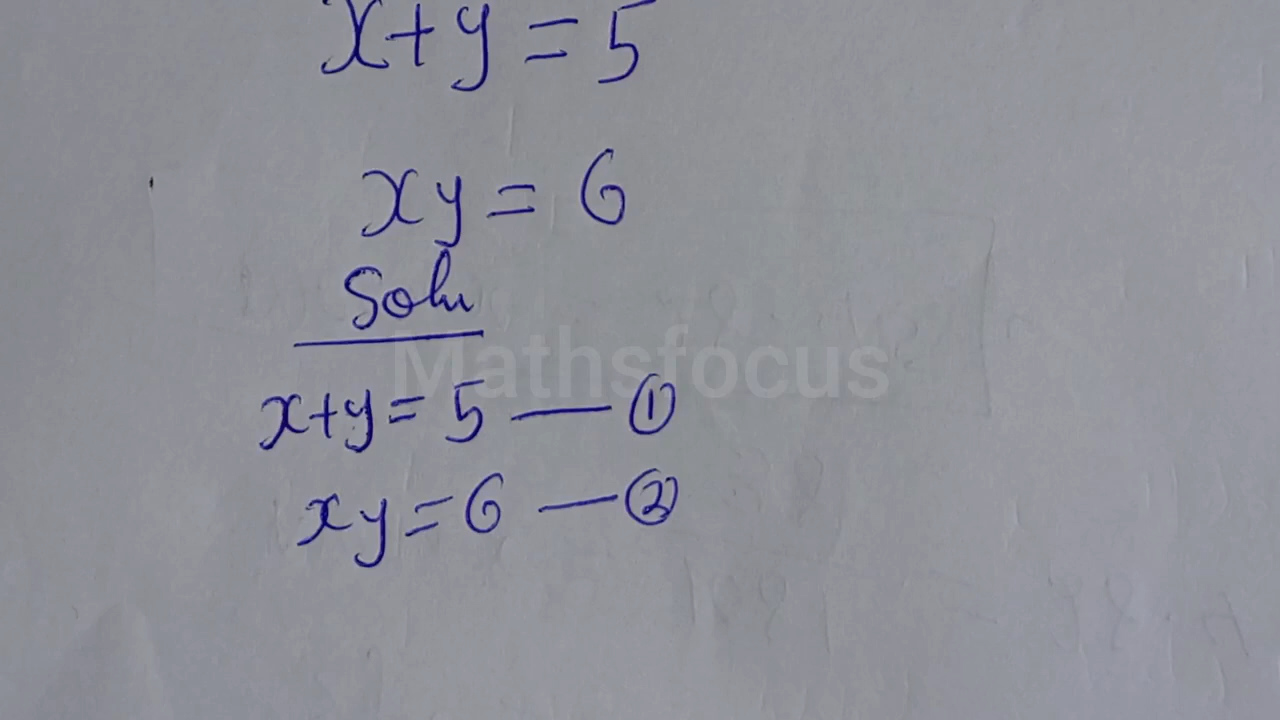 x+y=5
xy=6
Soln
Mathsfocus
x+y=5 — ①
xy=6 — ②